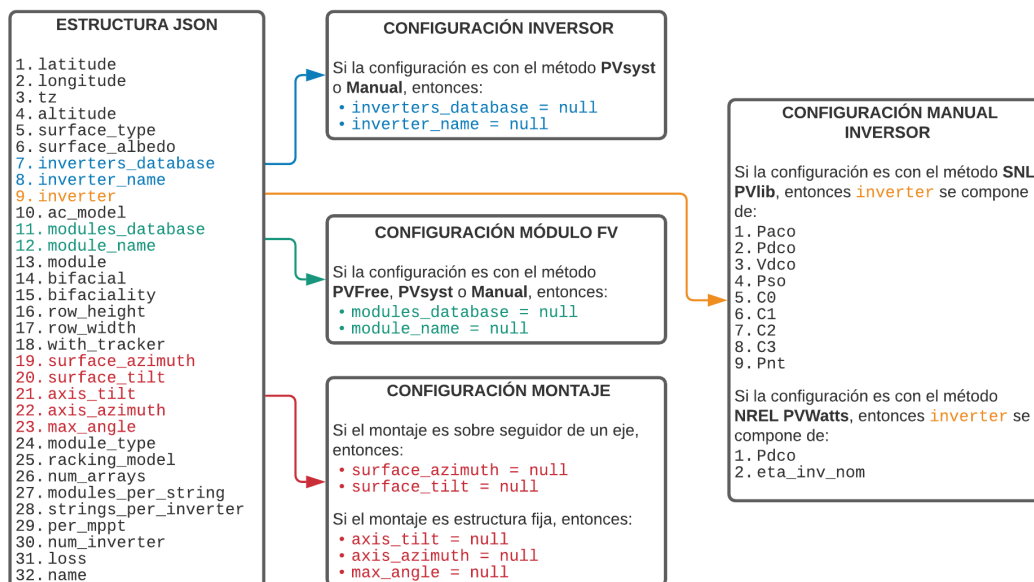 ESTRUCTURA JSON
1. latitude
2. longitude
3. tz
4. altitude
5. surface_type
6. surface_albedo
7. inverters_database
8. inverter_name
9. inverter
10. ac_model
11. modules_database
12. module_name
13. module
14. bifacial
15. bifaciality
16. row_height
17. row_width
18. with_tracker
19. surface_azimuth
20. surface_tilt
21. axis_tilt
22. axis_azimuth
23. max_angle
24. module_type
25. racking_model
26. num_arrays
27. modules_per_string
28. strings_per_inverter
29. per_mppt
30. num_inverter
31. loss
32. name
CONFIGURACIÓN INVERSOR
Si la configuración es con el método PVsyst
o Manual, entonces:
• inverters_database = null
• inverter_name = null
CONFIGURACIÓN MÓDULO FV
Si la configuración es con el método
PVFree, PVsyst o Manual, entonces:
• modules_database = null
• module_name = null
CONFIGURACIÓN MONTAJE
Si el montaje es sobre seguidor de un eje,
entonces:
• surface_azimuth = null
• surface_tilt = null
Si el montaje es estructura fija, entonces:
• axis_tilt = null
• axis_azimuth = null
• max_angle = null
CONFIGURACIÓN MANUAL
INVERSOR
Si la configuración es con el método SNL
PVlib, entonces inverter se compone
de:
1. Paco
2. Pdco
3. Vdco
4. Pso
5. C0
6. C1
7. C2
8. C3
9. Pnt
Si la configuración es con el método
NREL PVWatts, entonces inverter se
compone de:
1. Pdco
2. eta_inv_nom